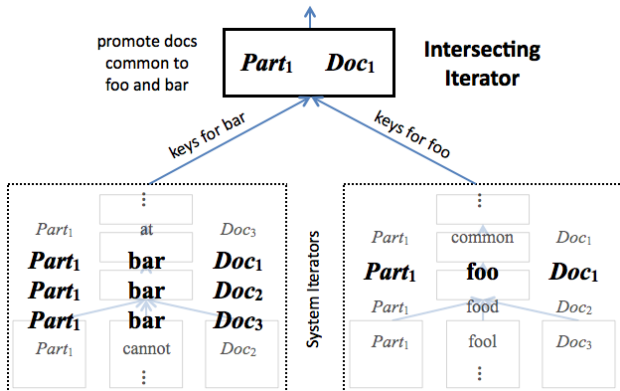 promote docs
common to
foo and bar
Part₁ Doc₁
Intersecting
Iterator
keys for bar
keys for foo
⋮
Part₁ at Doc₃
Part₁ bar Doc₁
Part₁ bar Doc₂
Part₁ bar Doc₃
Part₁ cannot Doc₂
⋮
System Iterators
⋮
Part₁ common Doc₁
Part₁ foo Doc₁
Part₁ food Doc₂
Part₁ fool Doc₃
⋮